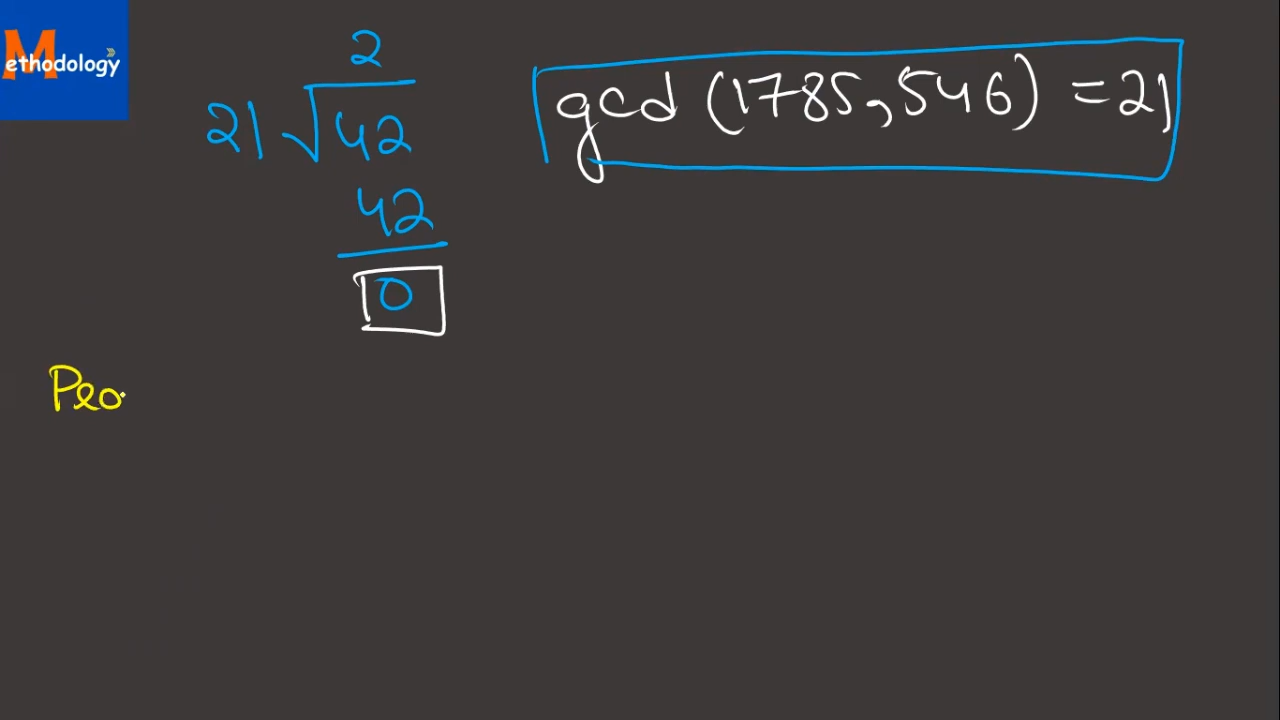 Methodology
2
21 √42
42
0
gcd (1785, 546) = 21
Pro